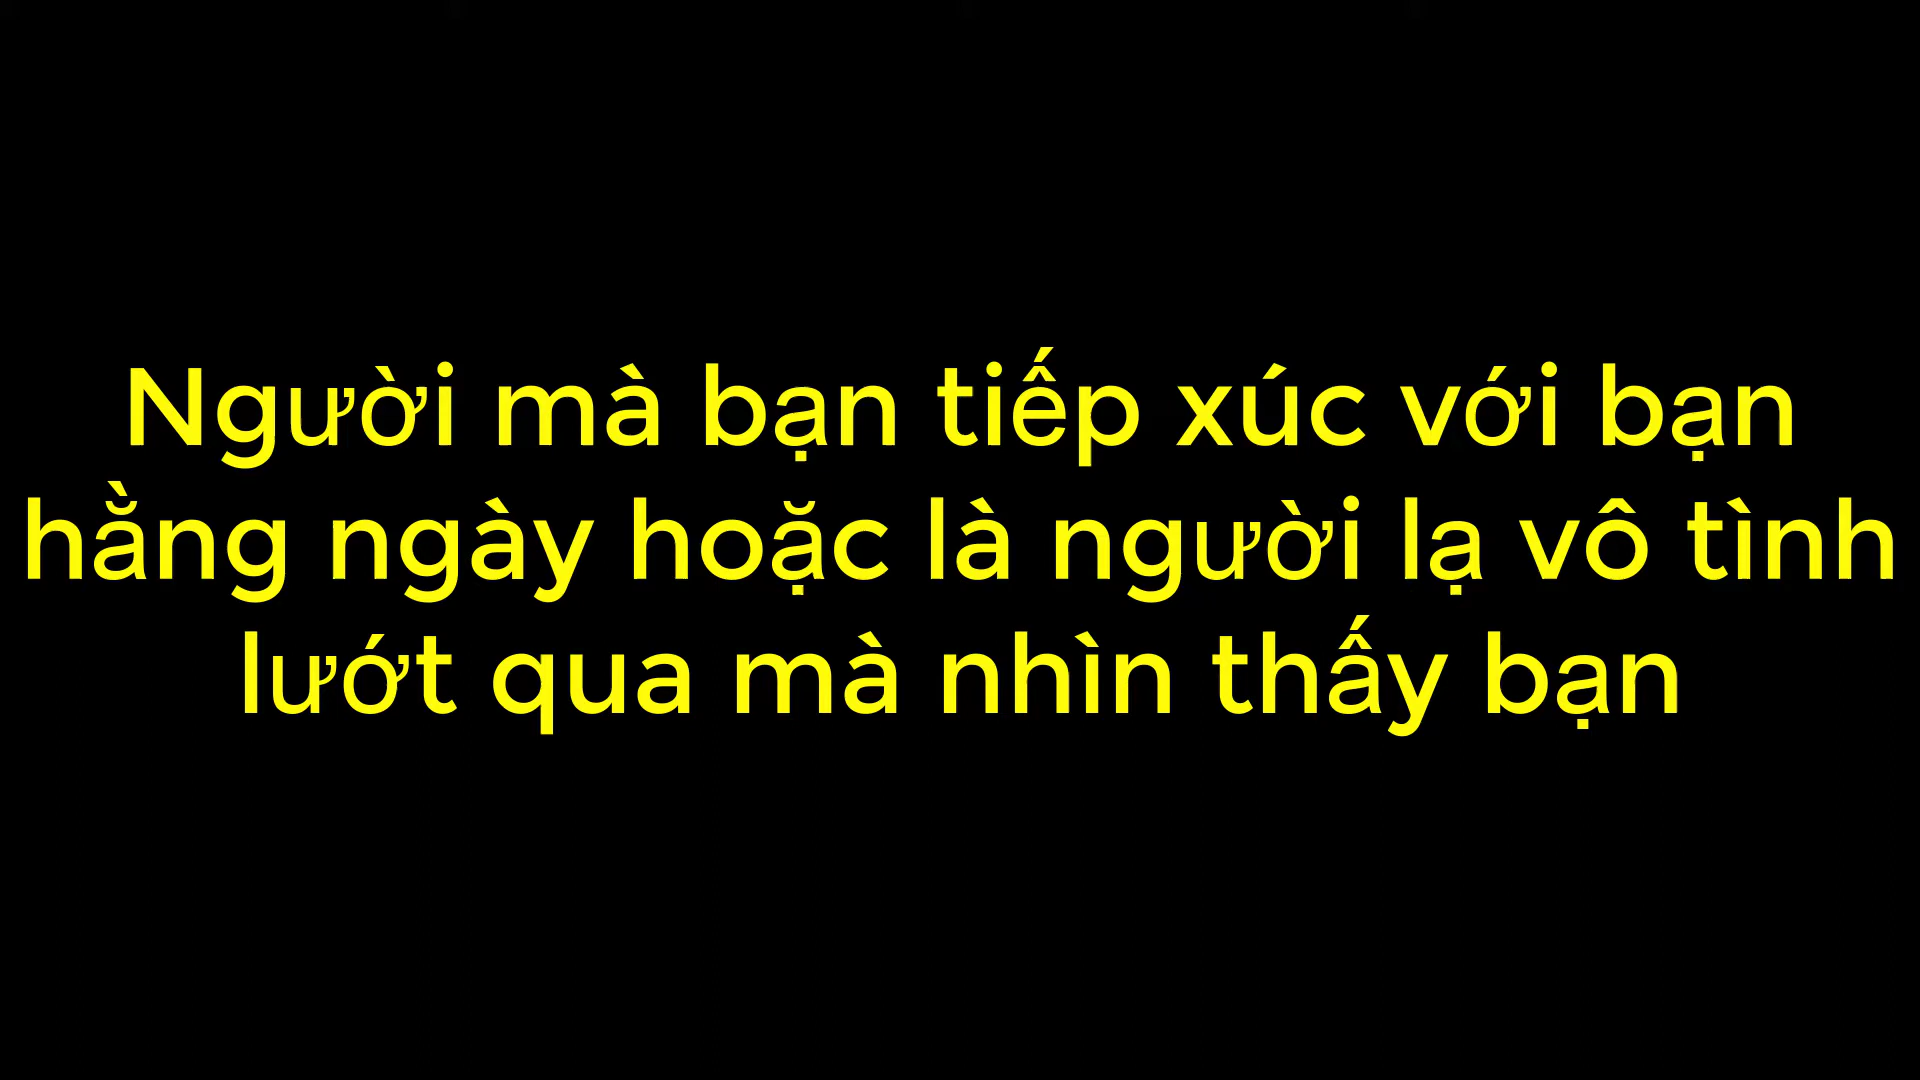 Người mà bạn tiếp xúc với bạn
hằng ngày hoặc là người lạ vô tình
lướt qua mà nhìn thấy bạn